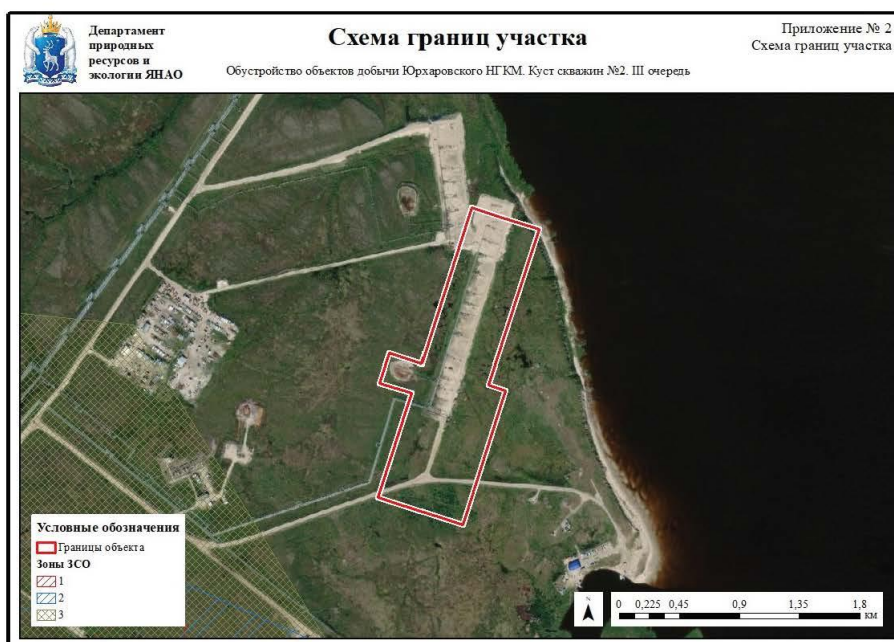 Департамент
природных
ресурсов и
экологии ЯНАО
Схема границ участка
Обустройство объектов добычи Юрхаровского НГКМ. Куст скважин №2. III очередь
Приложение № 2
Схема границ участка
Условные обозначения
Границы объекта
Зоны ЗСО
1
2
3
N
0 0,225 0,45 0,9 1,35 1,8
км